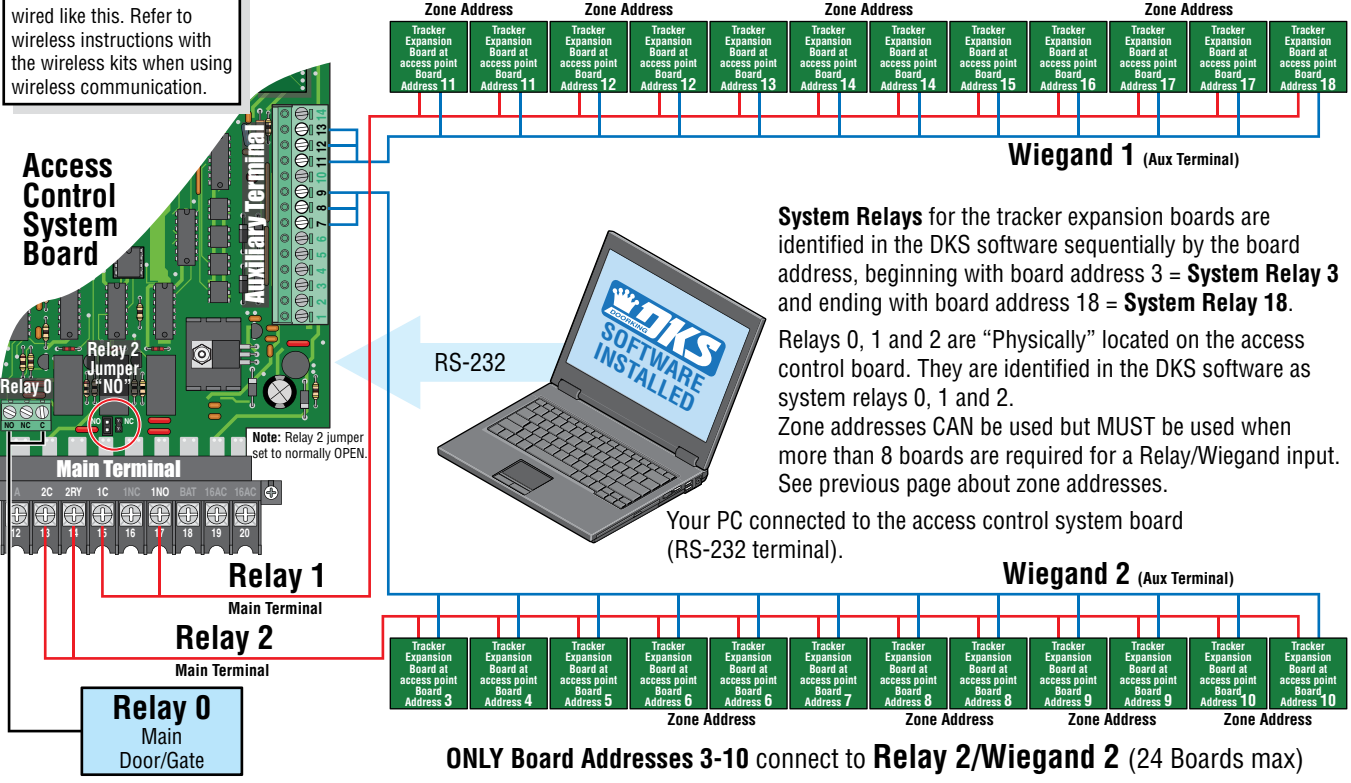 wired like this. Refer to
wireless instructions with
the wireless kits when using
wireless communication.
Zone Address
Zone Address
Zone Address
Zone Address
Tracker Expansion Board at access point Board Address 11
Tracker Expansion Board at access point Board Address 11
Tracker Expansion Board at access point Board Address 12
Tracker Expansion Board at access point Board Address 12
Tracker Expansion Board at access point Board Address 13
Tracker Expansion Board at access point Board Address 14
Tracker Expansion Board at access point Board Address 14
Tracker Expansion Board at access point Board Address 15
Tracker Expansion Board at access point Board Address 16
Tracker Expansion Board at access point Board Address 17
Tracker Expansion Board at access point Board Address 17
Tracker Expansion Board at access point Board Address 18
Wiegand 1 (Aux Terminal)
Access
Control
System
Board
Auxiliary Terminal
14
13
12
11
10
9
8
7
6
5
4
3
2
1
System Relays for the tracker expansion boards are
identified in the DKS software sequentially by the board
address, beginning with board address 3 = System Relay 3
and ending with board address 18 = System Relay 18.
Relays 0, 1 and 2 are “Physically” located on the access
control board. They are identified in the DKS software as
system relays 0, 1 and 2.
Zone addresses CAN be used but MUST be used when
more than 8 boards are required for a Relay/Wiegand input.
See previous page about zone addresses.
RS-232
DOORKING
DKS
SOFTWARE
INSTALLED
Your PC connected to the access control system board
(RS-232 terminal).
Relay 2
Jumper
“NO”
NO NC
Relay 0
NO NC C
Note: Relay 2 jumper
set to normally OPEN.
Main Terminal
A 2C 2RY 1C 1NC 1NO BAT 16AC 16AC
12 13 14 15 16 17 18 19 20
Relay 1
Main Terminal
Relay 2
Main Terminal
Relay 0
Main
Door/Gate
Wiegand 2 (Aux Terminal)
Tracker Expansion Board at access point Board Address 3
Tracker Expansion Board at access point Board Address 4
Tracker Expansion Board at access point Board Address 5
Tracker Expansion Board at access point Board Address 6
Tracker Expansion Board at access point Board Address 6
Tracker Expansion Board at access point Board Address 7
Tracker Expansion Board at access point Board Address 8
Tracker Expansion Board at access point Board Address 8
Tracker Expansion Board at access point Board Address 9
Tracker Expansion Board at access point Board Address 9
Tracker Expansion Board at access point Board Address 10
Tracker Expansion Board at access point Board Address 10
Zone Address
Zone Address
Zone Address
Zone Address
ONLY Board Addresses 3-10 connect to Relay 2/Wiegand 2 (24 Boards max)